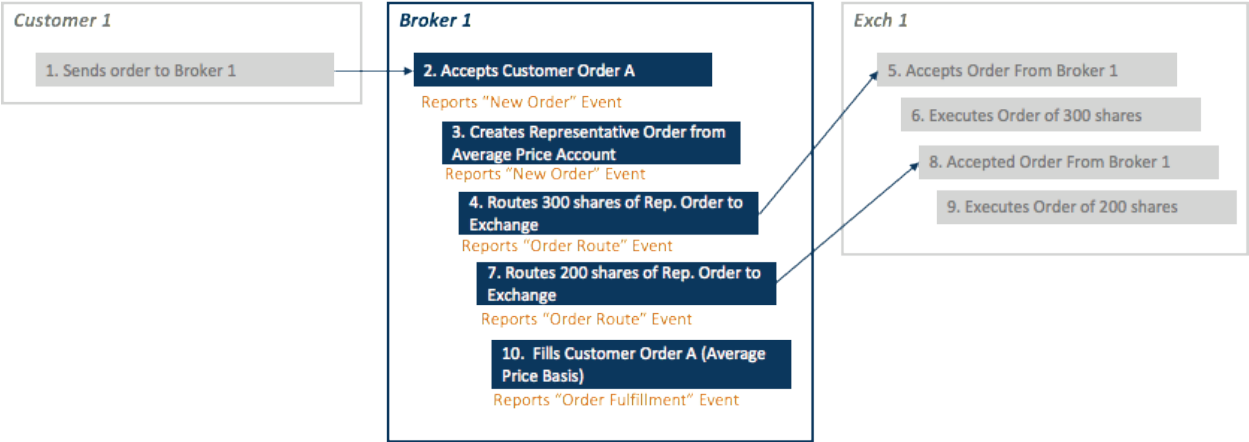 Customer 1
1. Sends order to Broker 1
Broker 1
2. Accepts Customer Order A
Reports "New Order" Event
3. Creates Representative Order from
Average Price Account
Reports "New Order" Event
4. Routes 300 shares of Rep. Order to
Exchange
Reports "Order Route" Event
7. Routes 200 shares of Rep. Order to
Exchange
Reports "Order Route" Event
10. Fills Customer Order A (Average
Price Basis)
Reports "Order Fulfillment" Event
Exch 1
5. Accepts Order From Broker 1
6. Executes Order of 300 shares
8. Accepted Order From Broker 1
9. Executes Order of 200 shares